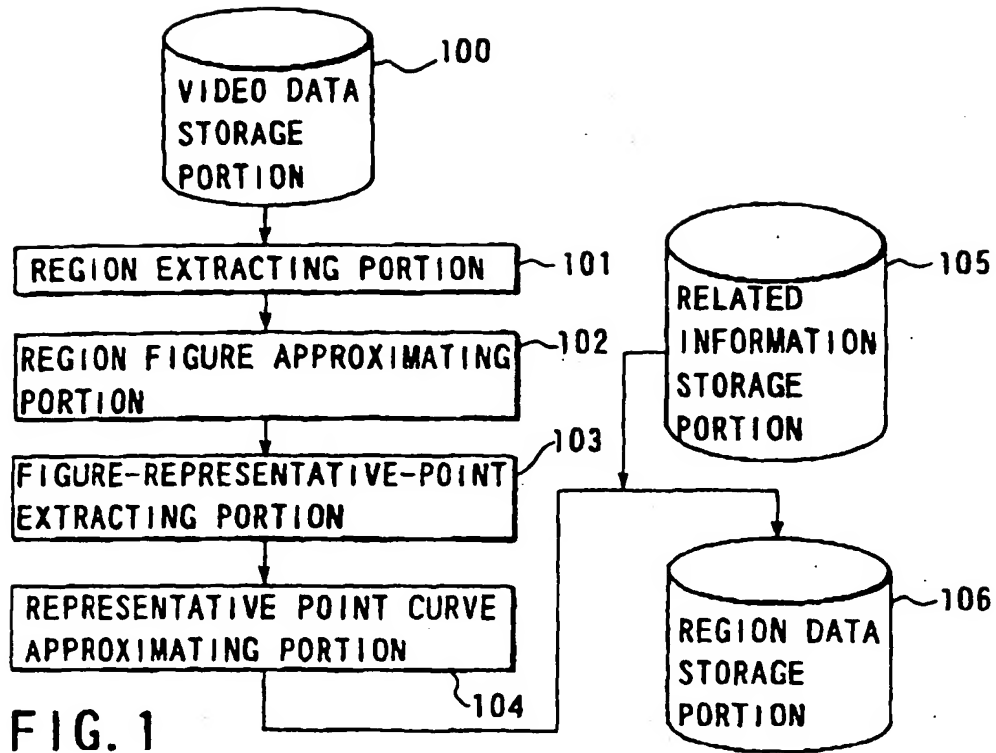 100
VIDEO DATA
STORAGE
PORTION
REGION EXTRACTING PORTION
101
REGION FIGURE APPROXIMATING
PORTION
102
FIGURE-REPRESENTATIVE-POINT
EXTRACTING PORTION
103
REPRESENTATIVE POINT CURVE
APPROXIMATING PORTION
104
105
RELATED
INFORMATION
STORAGE
PORTION
106
REGION DATA
STORAGE
PORTION
FIG. 1